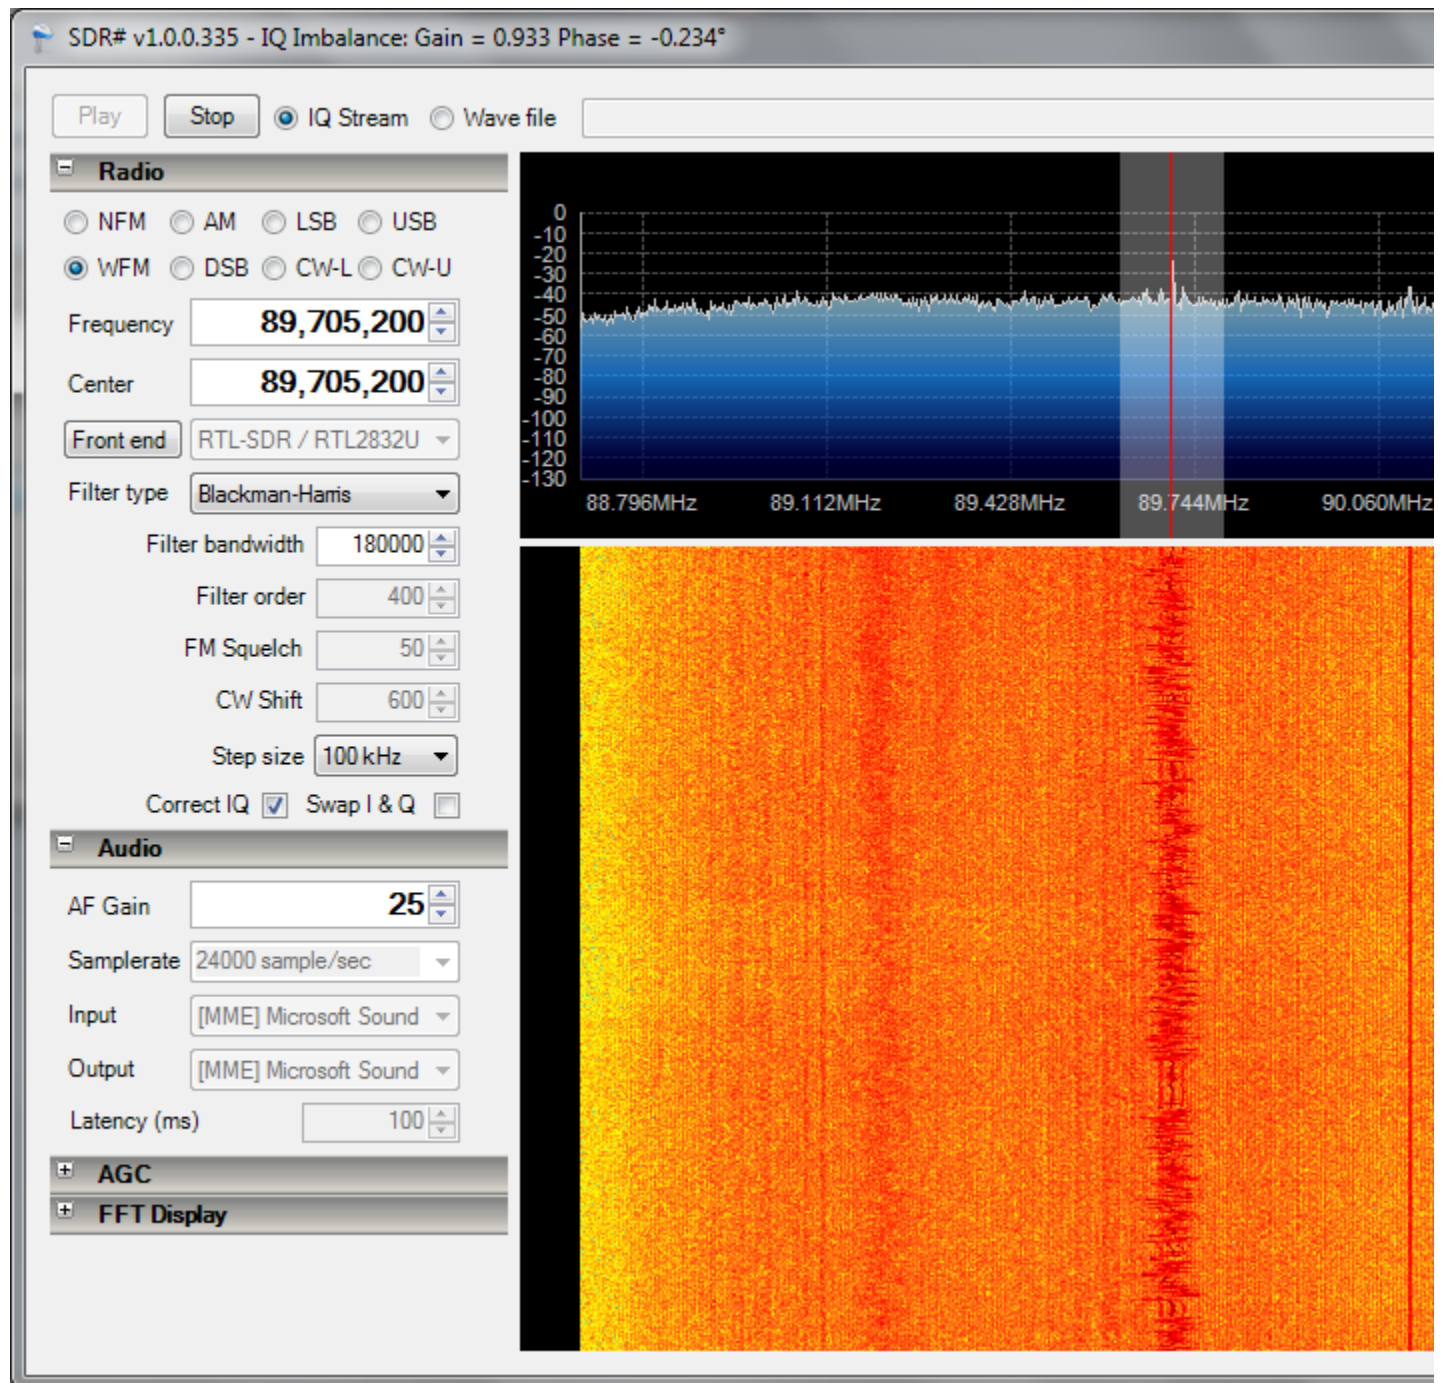 SDR# v1.0.0.335 - IQ Imbalance: Gain = 0.933 Phase = -0.234°
Play Stop IQ Stream Wave file
Radio
NFM AM LSB USB
WFM DSB CW-L CW-U
Frequency 89,705,200
Center 89,705,200
Front end RTL-SDR / RTL2832U
Filter type Blackman-Harris
Filter bandwidth 180000
Filter order 400
FM Squelch 50
CW Shift 600
Step size 100 kHz
Correct IQ Swap I & Q
Audio
AF Gain 25
Samplerate 24000 sample/sec
Input [MME] Microsoft Sound
Output [MME] Microsoft Sound
Latency (ms) 100
AGC
FFT Display
0
-10
-20
-30
-40
-50
-60
-70
-80
-90
-100
-110
-120
-130
88.796MHz 89.112MHz 89.428MHz 89.744MHz 90.060MHz